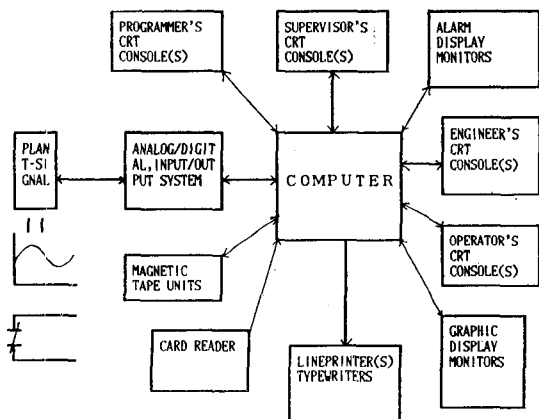 PROGRAMMER'S
CRT
CONSOLE(S)
SUPERVISOR'S
CRT
CONSOLE(S)
ALARM
DISPLAY
MONITORS
PLAN
T-SI
GNAL
ANALOG/DIGIT
AL,INPUT/OUT
PUT SYSTEM
COMPUTER
ENGINEER'S
CRT
CONSOLE(S)
OPERATOR'S
CRT
CONSOLE(S)
MAGNETIC
TAPE UNITS
CARD READER
LINEPRINTER(S)
TYPEWRITERS
GRAPHIC
DISPLAY
MONITORS